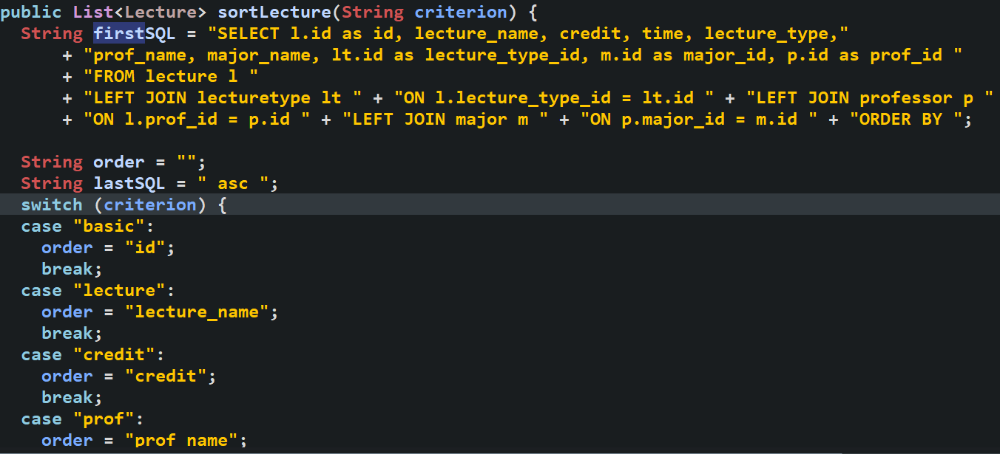 public List<Lecture> sortLecture(String criterion) {
  String firstSQL = "SELECT l.id as id, lecture_name, credit, time, lecture_type,"
      + "prof_name, major_name, lt.id as lecture_type_id, m.id as major_id, p.id as prof_id "
      + "FROM lecture l "
      + "LEFT JOIN lecturetype lt " + "ON l.lecture_type_id = lt.id " + "LEFT JOIN professor p "
      + "ON l.prof_id = p.id " + "LEFT JOIN major m " + "ON p.major_id = m.id " + "ORDER BY ";
  String order = "";
  String lastSQL = " asc ";
  switch (criterion) {
  case "basic":
    order = "id";
    break;
  case "lecture":
    order = "lecture_name";
    break;
  case "credit":
    order = "credit";
    break;
  case "prof":
    order = "prof_name";